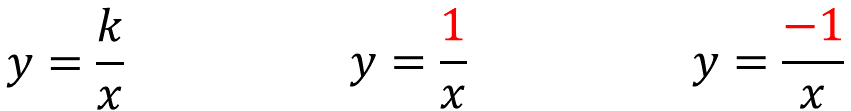 y = k/x    y = 1/x    y = -1/x